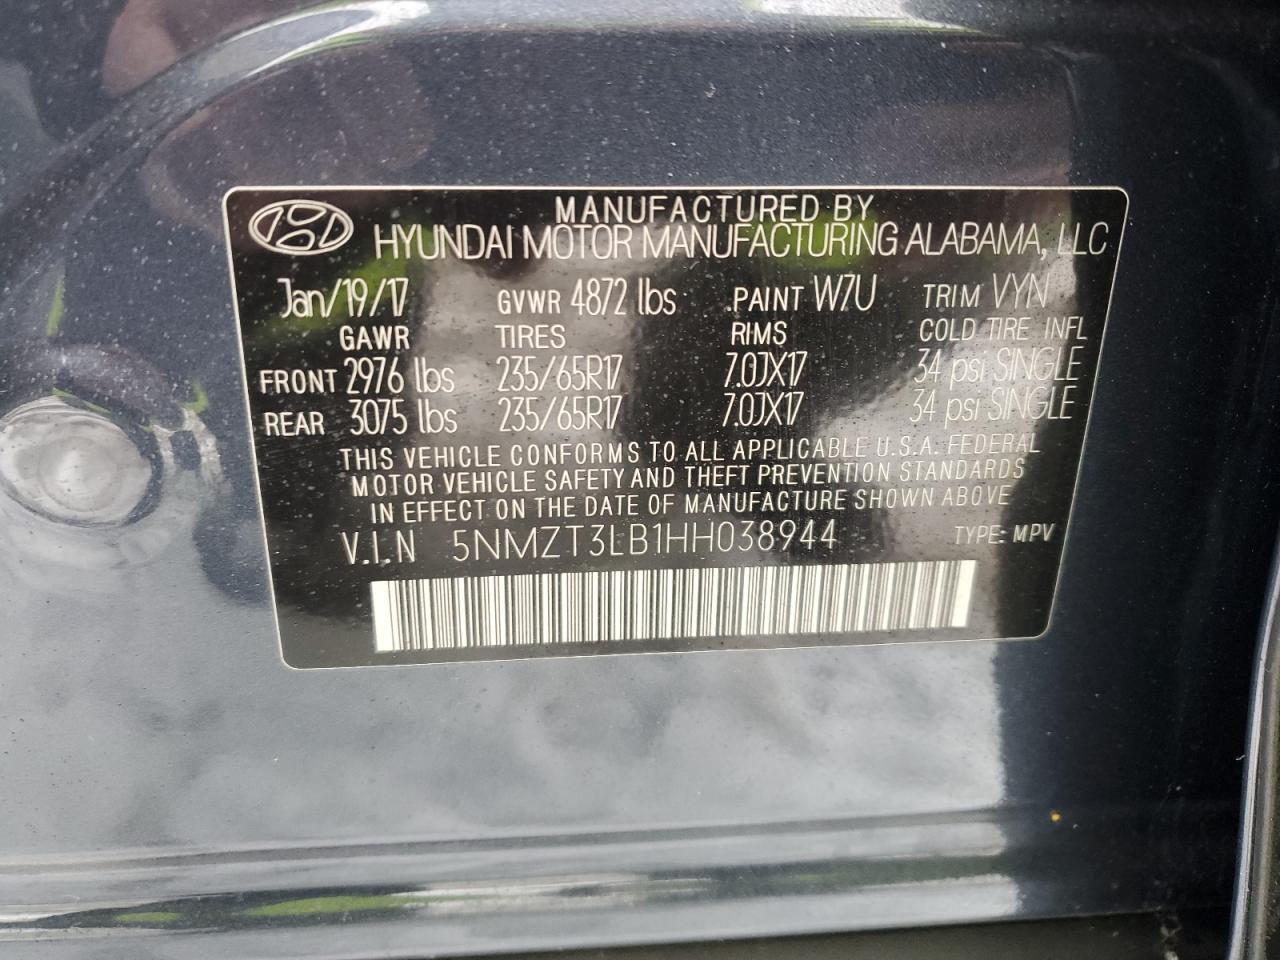 MANUFACTURED BY
HYUNDAI MOTOR MANUFACTURING ALABAMA, LLC
Jan/19/17 GVWR 4872 lbs PAINT W7U TRIM VYN
GAWR TIRES RIMS COLD TIRE INFL
FRONT 2976 lbs 235/65R17 7.0JX17 34 psi SINGLE
REAR 3075 lbs 235/65R17 7.0JX17 34 psi SINGLE
THIS VEHICLE CONFORMS TO ALL APPLICABLE U.S.A. FEDERAL
MOTOR VEHICLE SAFETY AND THEFT PREVENTION STANDARDS
IN EFFECT ON THE DATE OF MANUFACTURE SHOWN ABOVE
V.I.N 5NMZT3LB1HH038944 TYPE: MPV